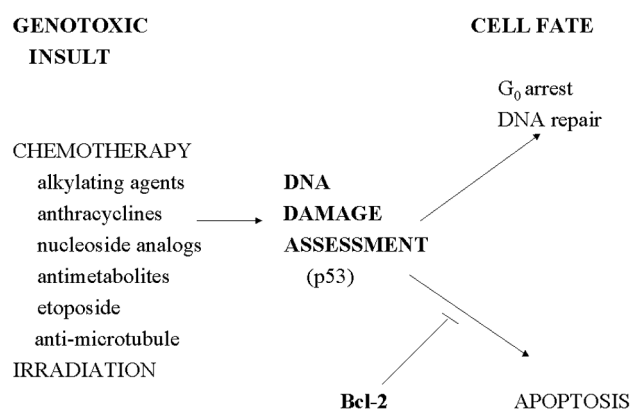 GENOTOXIC
INSULT
CELL FATE
G₀ arrest
DNA repair
CHEMOTHERAPY
alkylating agents
anthracyclines
nucleoside analogs
antimetabolites
etoposide
anti-microtubule
IRRADIATION
DNA
DAMAGE
ASSESSMENT
(p53)
Bcl-2
APOPTOSIS